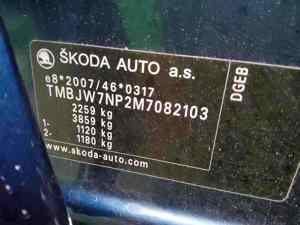 ŠKODA AUTO a.s.
e8*2007/46*0317
TMBJW7NP2M7082103
2259 kg
3859 kg
1- 1120 kg
2- 1180 kg
www.skoda-auto.com
DGEB